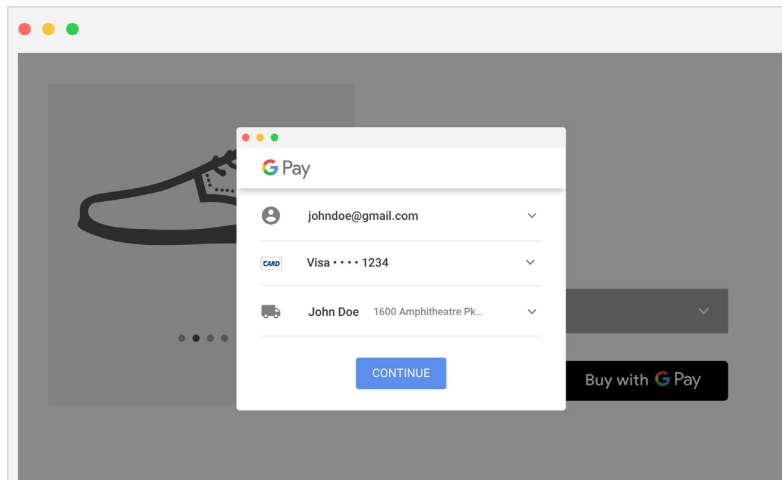 G Pay
johndoe@gmail.com
CARD Visa •••• 1234
John Doe 1600 Amphitheatre Pk...
CONTINUE
Buy with G Pay